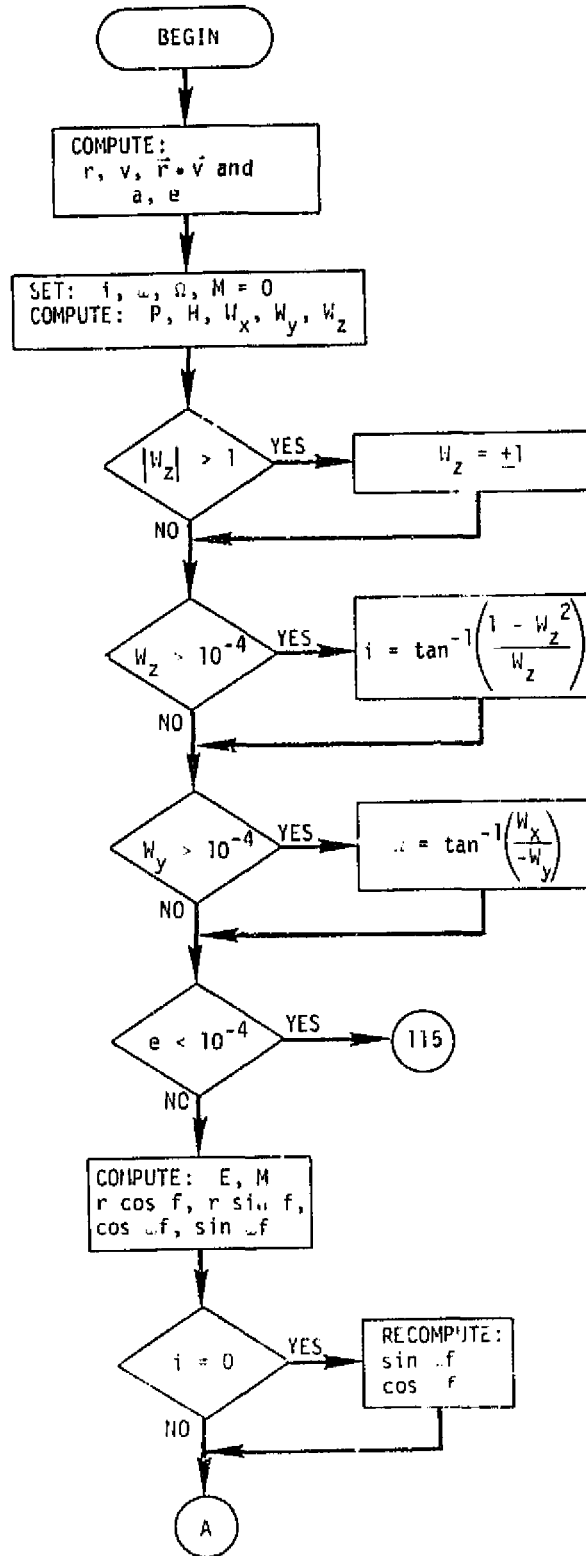 BEGIN
COMPUTE:
r, v, r⃗ • v⃗ and
a, e
SET: i, ω, Ω, M = 0
COMPUTE: P, H, W_x, W_y, W_z
|W_z| > 1
YES
W_z = ±1
NO
W_z > 10^-4
YES
i = tan^-1((1 - W_z^2)/W_z)
NO
W_y > 10^-4
YES
= tan^-1(W_x/-W_y)
NO
e < 10^-4
YES
115
NO
COMPUTE: E, M
r cos f, r sin f,
cos ωf, sin ωf
i = 0
YES
RECOMPUTE:
sin f
cos f
NO
A